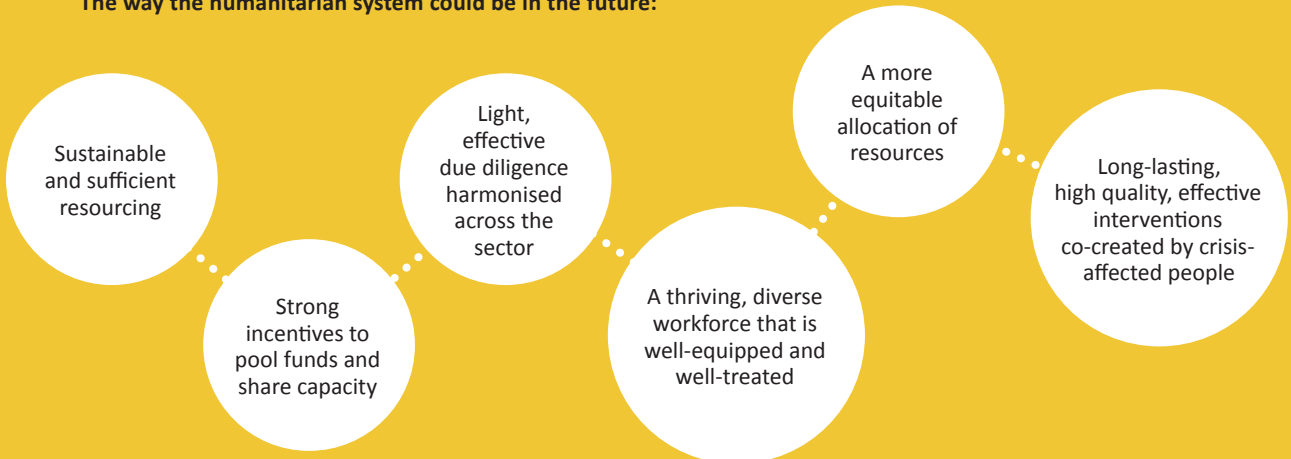 The way the humanitarian system could be in the future:
Sustainable
and sufficient
resourcing
Strong
incentives to
pool funds and
share capacity
Light,
effective
due diligence
harmonised
across the
sector
A thriving, diverse
workforce that is
well-equipped and
well-treated
A more
equitable
allocation of
resources
Long-lasting,
high quality, effective
interventions
co-created by crisis-
affected people